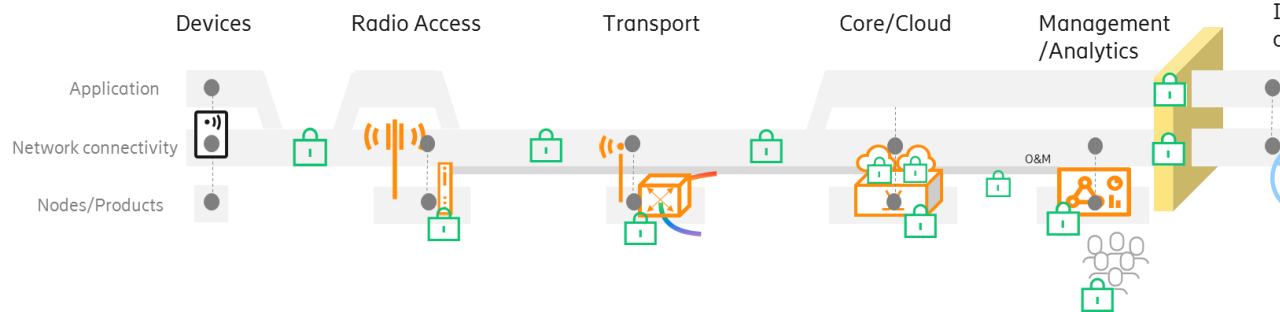 Devices
Radio Access
Transport
Core/Cloud
Management
/Analytics
Application
Network connectivity
O&M
Nodes/Products